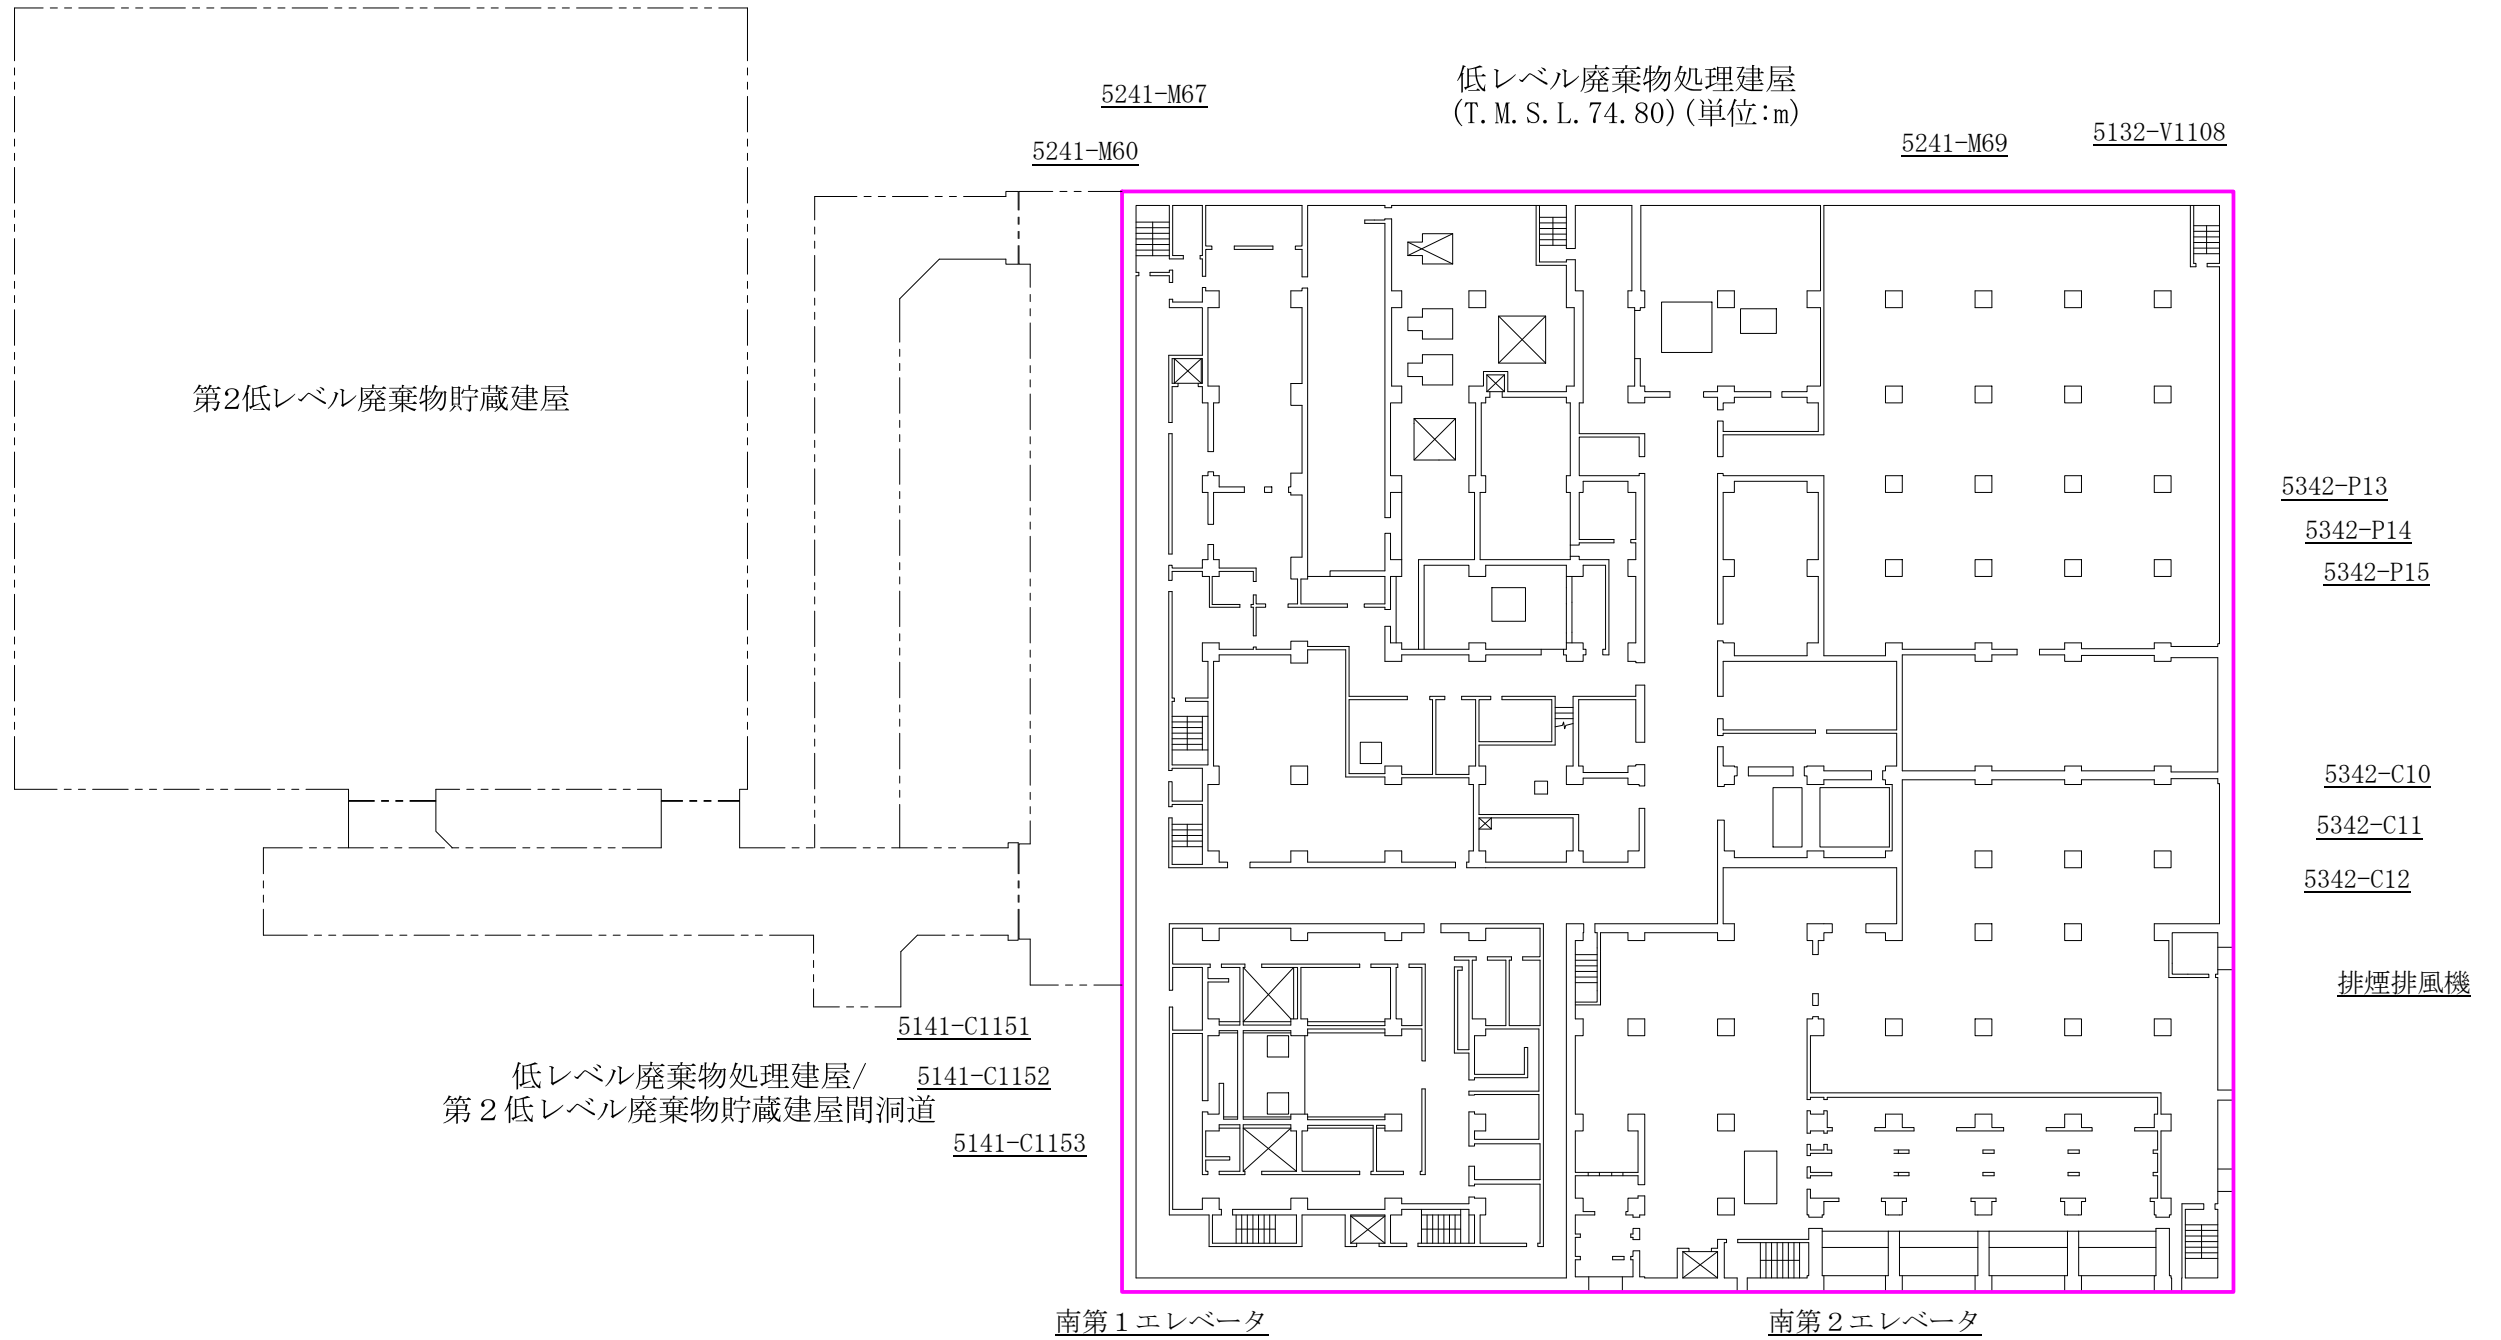 低レベル廃棄物処理建屋
(T.M.S.L.74.80)(単位:m)
5241-M67
5241-M60
5241-M69
5132-V1108
第2低レベル廃棄物貯蔵建屋
5342-P13
5342-P14
5342-P15
5342-C10
5342-C11
5342-C12
排煙排風機
5141-C1151
低レベル廃棄物処理建屋/
第２低レベル廃棄物貯蔵建屋間洞道
5141-C1152
5141-C1153
南第１エレベータ
南第２エレベータ